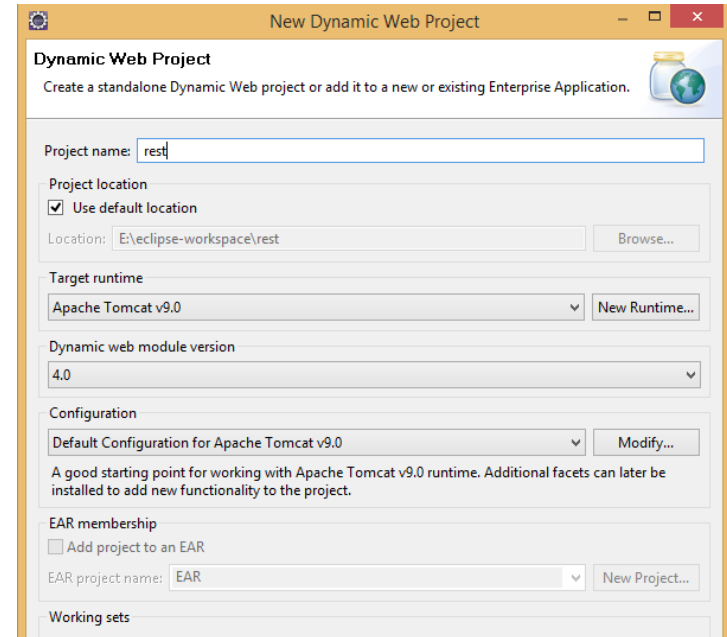 New Dynamic Web Project
Dynamic Web Project
Create a standalone Dynamic Web project or add it to a new or existing Enterprise Application.
Project name: rest
Project location
Use default location
Location: E:\eclipse-workspace\rest Browse...
Target runtime
Apache Tomcat v9.0 New Runtime...
Dynamic web module version
4.0
Configuration
Default Configuration for Apache Tomcat v9.0 Modify...
A good starting point for working with Apache Tomcat v9.0 runtime. Additional facets can later be
installed to add new functionality to the project.
EAR membership
Add project to an EAR
EAR project name: EAR New Project...
Working sets